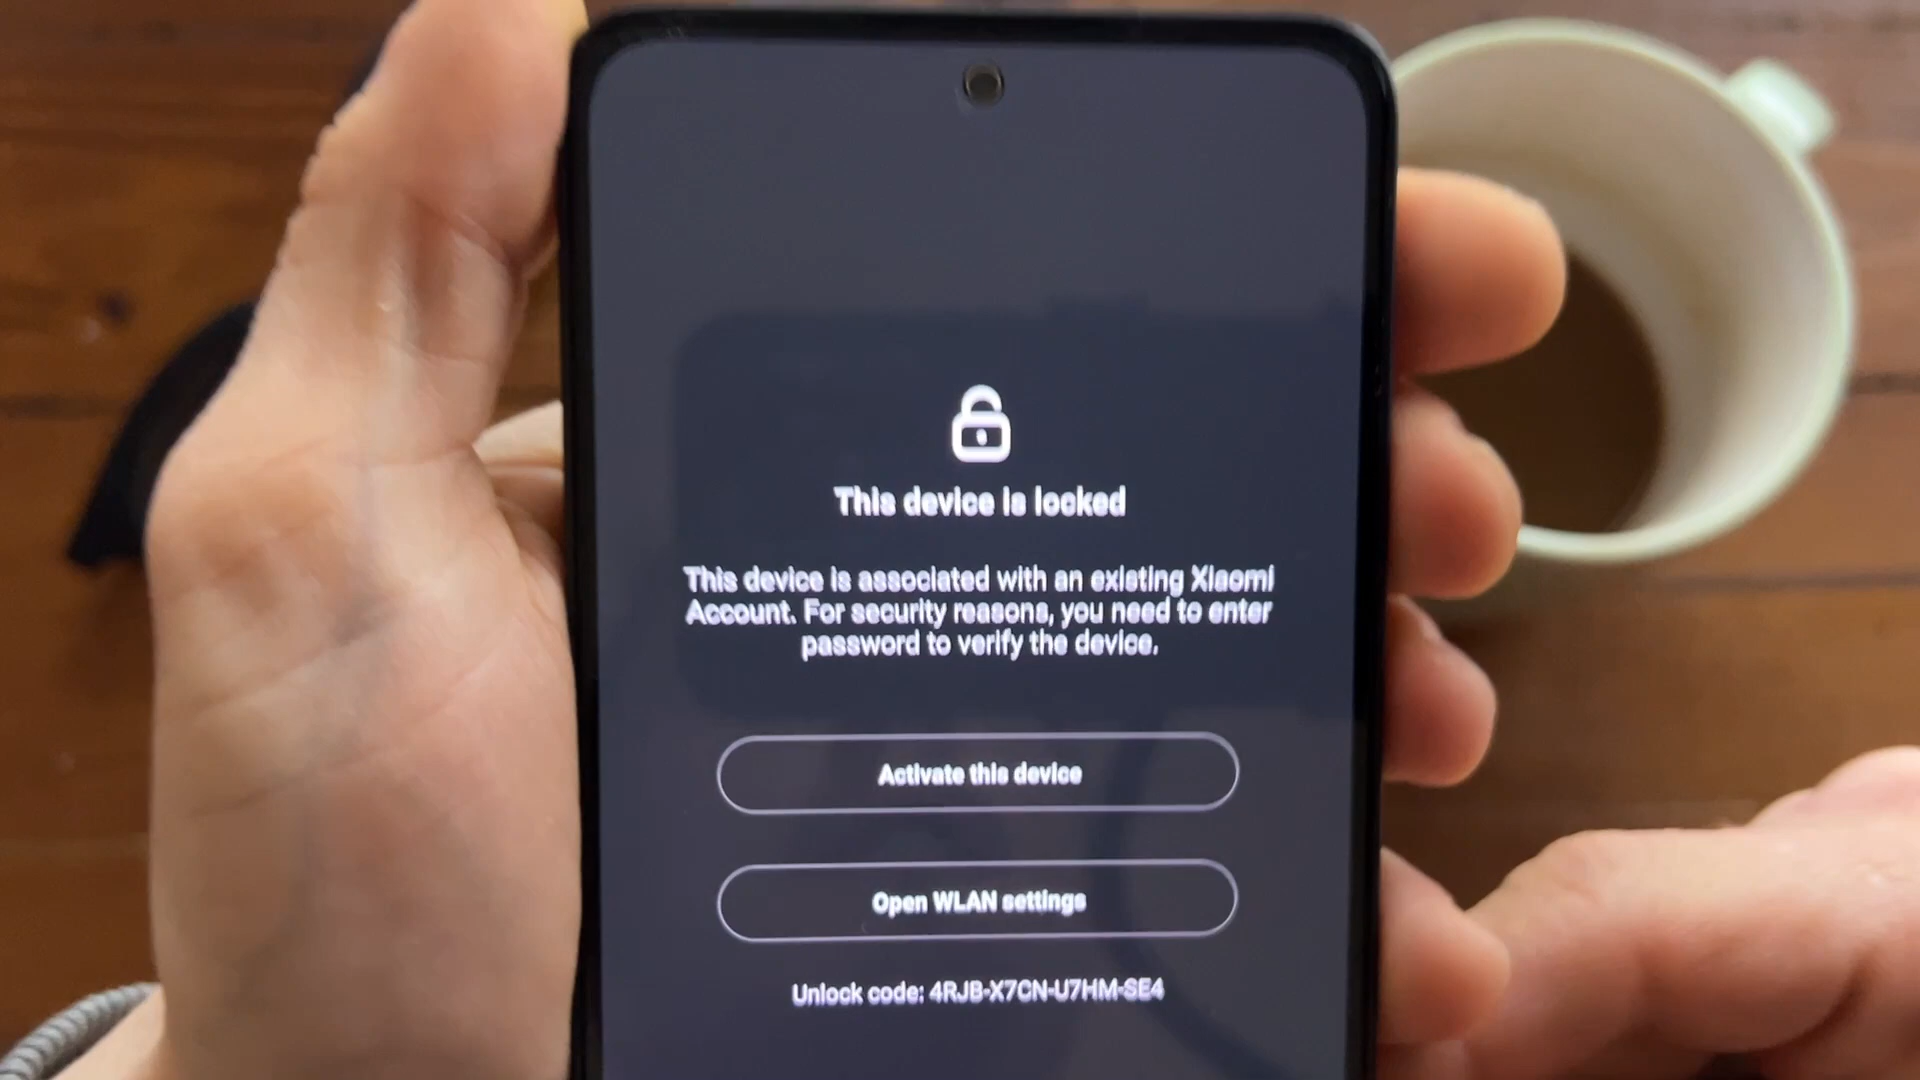 This device is locked
This device is associated with an existing Xiaomi
Account. For security reasons, you need to enter
password to verify the device.
Activate this device
Open WLAN settings
Unlock code: 4RJB-X7CN-U7HM-SE4